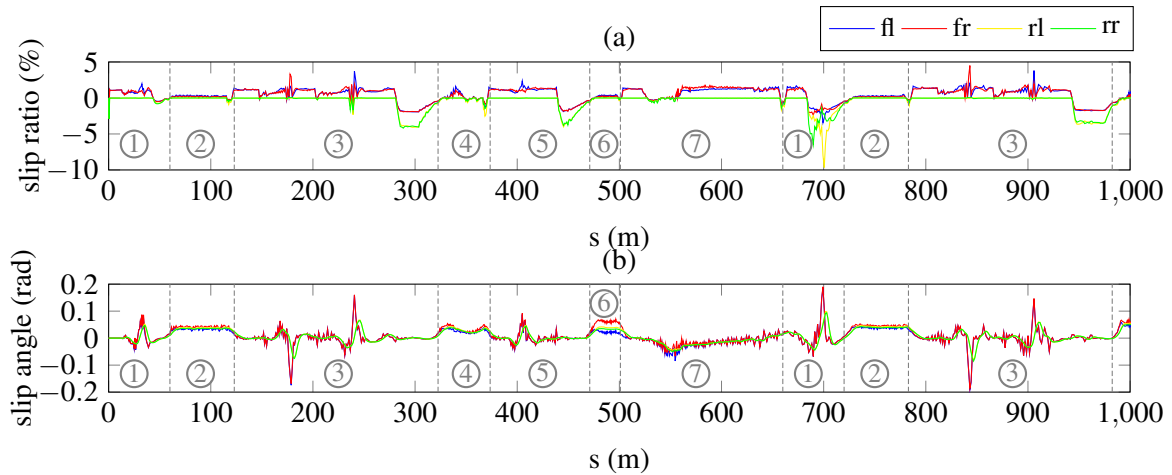 (a)
fl fr rl rr
slip ratio (%)
5
0
−5
−10
① ② ③ ④ ⑤ ⑥ ⑦ ① ② ③
0 100 200 300 400 500 600 700 800 900 1,000
s (m)
(b)
slip angle (rad)
0.2
0.1
0
−0.1
−0.2
⑥
① ② ③ ④ ⑤ ⑦ ① ② ③
0 100 200 300 400 500 600 700 800 900 1,000
s (m)